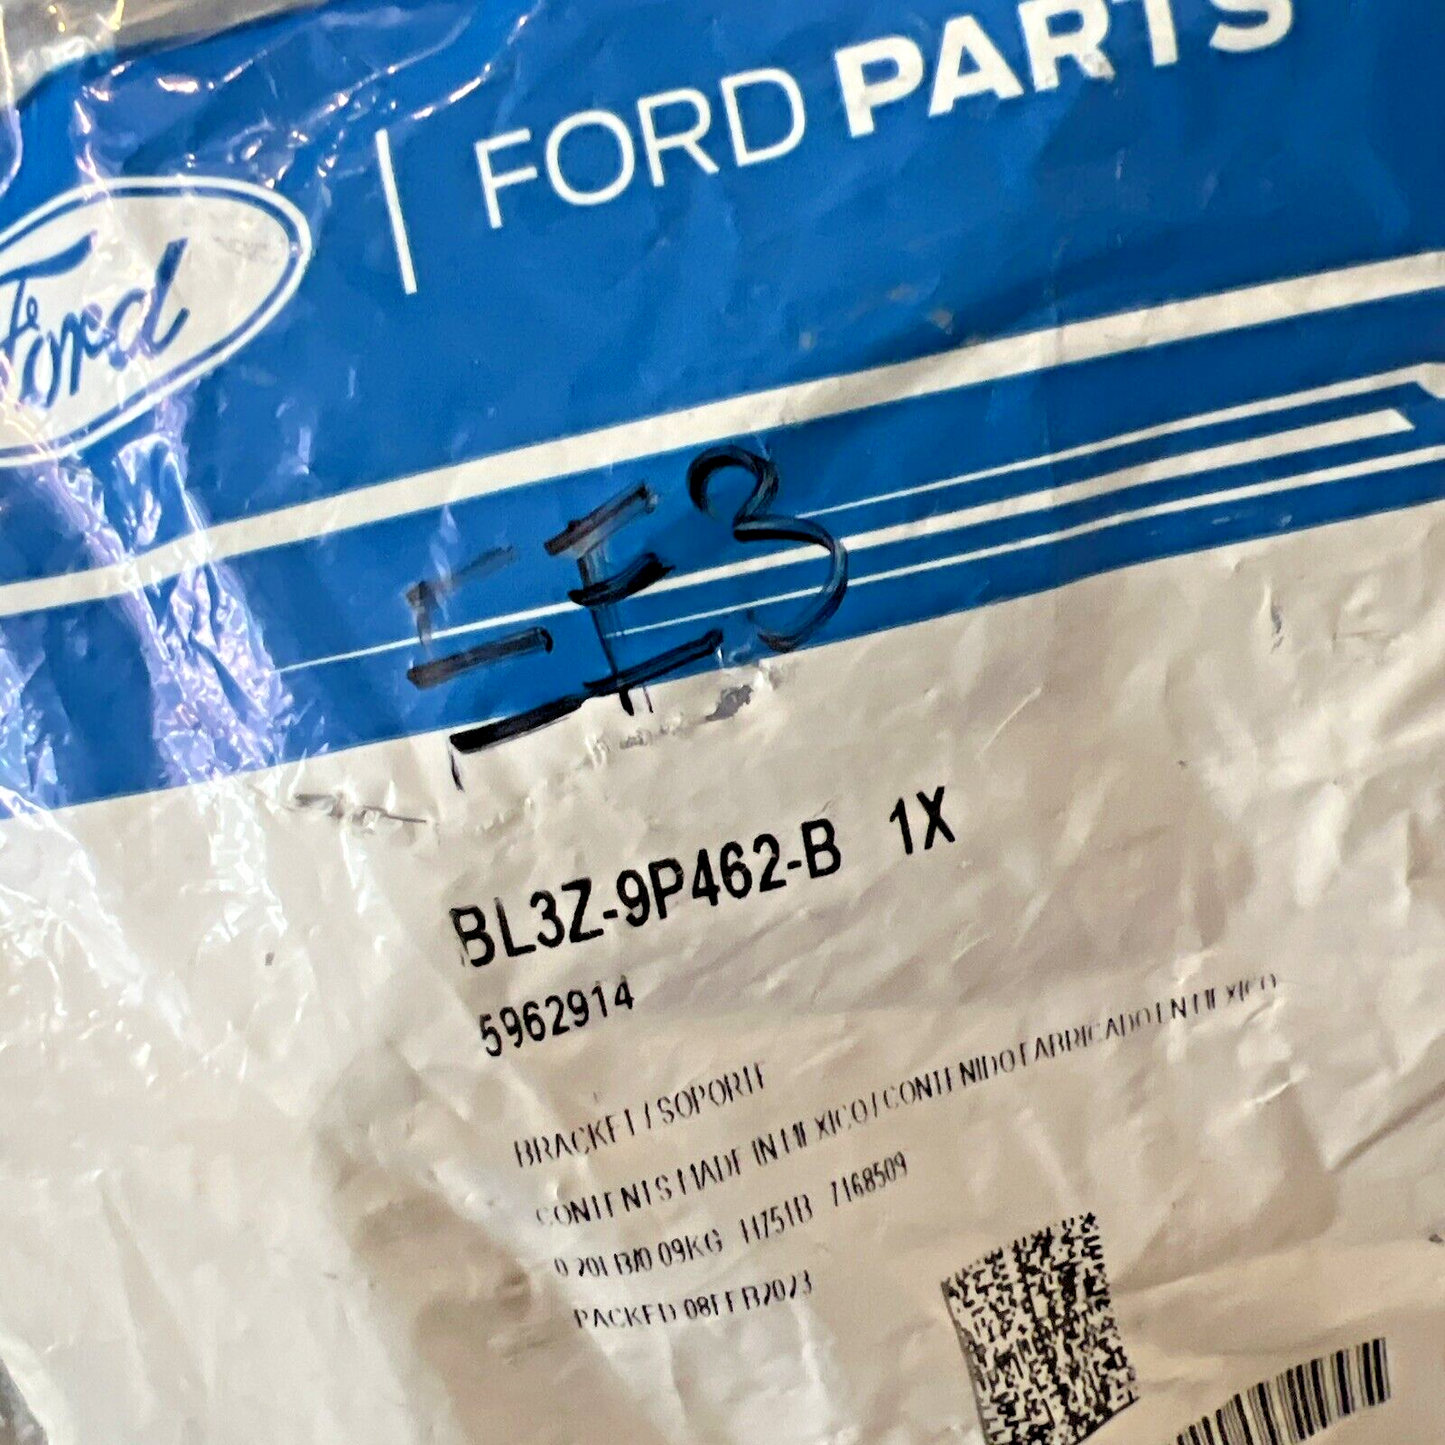 Ford
FORD PARTS
EE3
BL3Z-9P462-B 1X
5962914
BRACKET / SOPORTE
CONTENTS MADE IN MEXICO / CONTENIDO FABRICADO EN MEXICO
0.20LB/0.09KG H751B 7168509
PACKED 08FEB2023